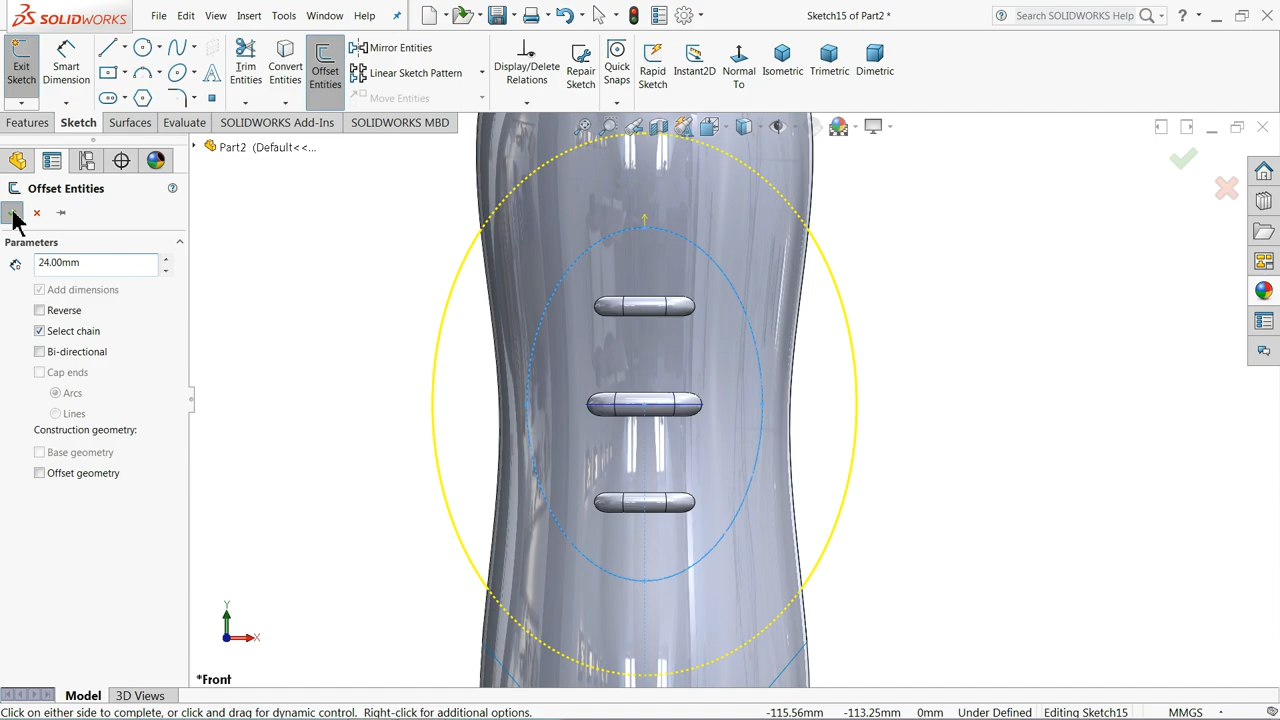 SOLIDWORKS
File
Edit
View
Insert
Tools
Window
Help
Sketch15 of Part2 *
Search SOLIDWORKS Help
?
Exit Sketch
Smart Dimension
Trim Entities
Convert Entities
Offset Entities
Mirror Entities
Linear Sketch Pattern
Move Entities
Display/Delete Relations
Repair Sketch
Quick Snaps
Rapid Sketch
Instant2D
Normal To
Isometric
Trimetric
Dimetric
Features
Sketch
Surfaces
Evaluate
SOLIDWORKS Add-Ins
SOLIDWORKS MBD
Part2 (Default<<...
Offset Entities
Parameters
24.00mm
Add dimensions
Reverse
Select chain
Bi-directional
Cap ends
Arcs
Lines
Construction geometry:
Base geometry
Offset geometry
Y
X
*Front
Model
3D Views
Click on either side to complete, or click and drag for dynamic control. Right-click for additional options.
-115.56mm
-113.25mm
0mm
Under Defined
Editing Sketch15
MMGS